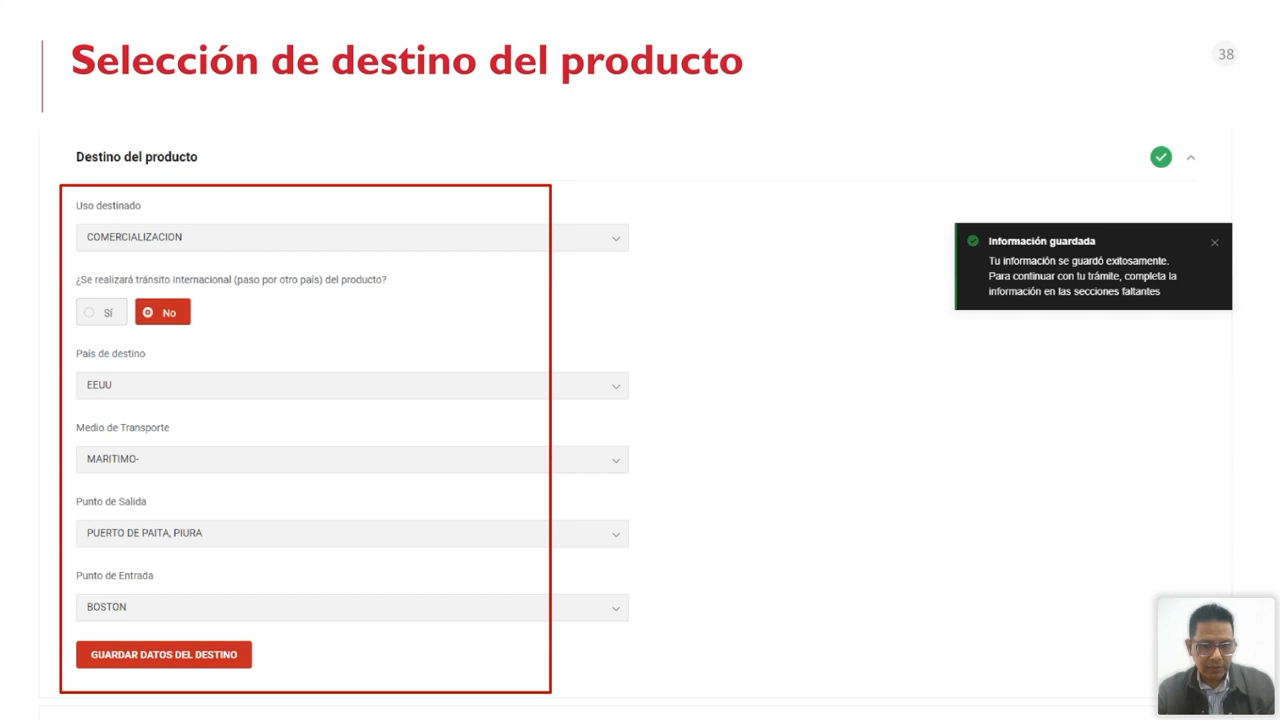 Selección de destino del producto
38
Destino del producto
Uso destinado
COMERCIALIZACION
¿Se realizará tránsito Internacional (paso por otro país) del producto?
Sí
No
País de destino
EEUU
Medio de Transporte
MARITIMO-
Punto de Salida
PUERTO DE PAITA, PIURA
Punto de Entrada
BOSTON
GUARDAR DATOS DEL DESTINO
Información guardada
Tu información se guardó exitosamente.
Para continuar con tu trámite, completa la
información en las secciones faltantes